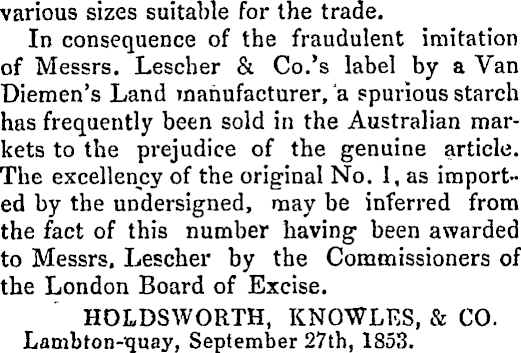 various sizes suitable for the trade.
In consequence of the fraudulent imitation
of Messrs. Lescher & Co.'s label by a Van
Diemen's Land manufacturer, a spurious starch
has frequently been sold in the Australian mar-
kets to the prejudice of the genuine article.
The excellency of the original No. 1, as import-
ed by the undersigned, may be inferred from
the fact of this number having been awarded
to Messrs. Lescher by the Commissioners of
the London Board of Excise.
HOLDSWORTH, KNOWLES, & CO.
Lambton-quay, September 27th, 1853.